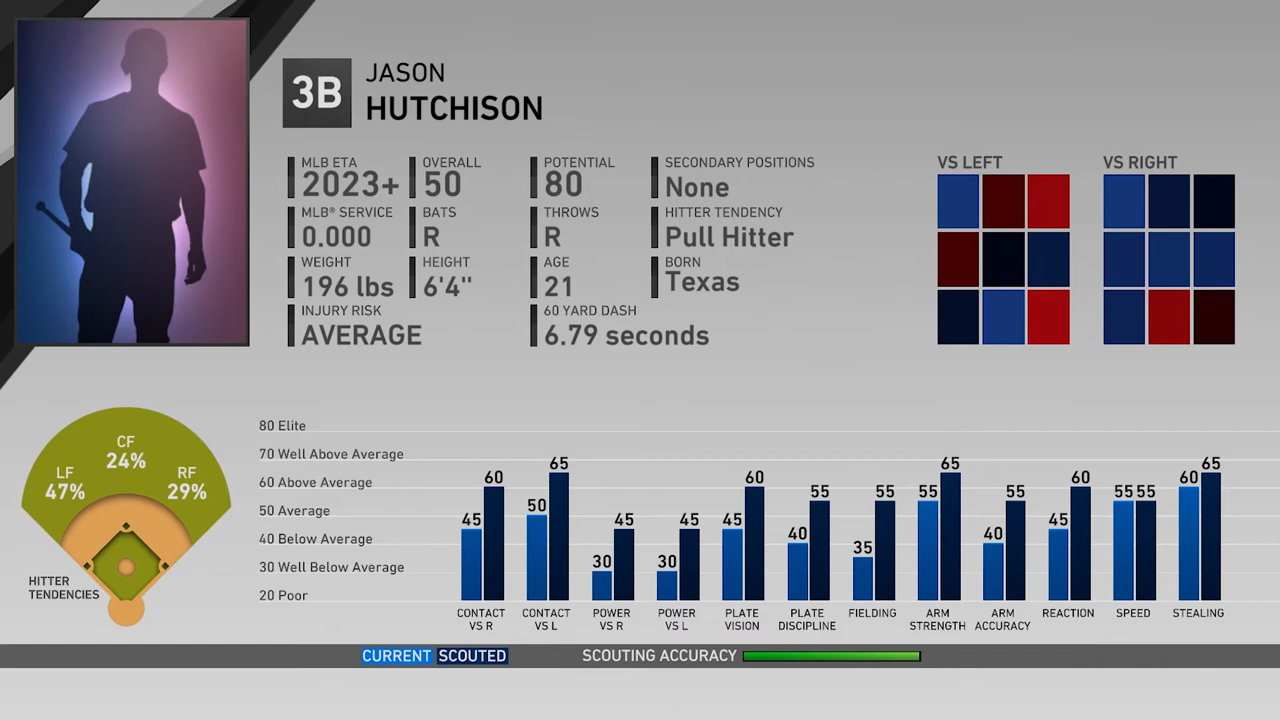 3B
JASON
HUTCHISON
MLB ETA
2023+
OVERALL
50
POTENTIAL
80
SECONDARY POSITIONS
None
MLB® SERVICE
0.000
BATS
R
THROWS
R
HITTER TENDENCY
Pull Hitter
WEIGHT
196 lbs
HEIGHT
6'4"
AGE
21
BORN
Texas
INJURY RISK
AVERAGE
60 YARD DASH
6.79 seconds
VS LEFT
VS RIGHT
CF
24%
LF
47%
RF
29%
HITTER
TENDENCIES
80 Elite
70 Well Above Average
60 Above Average
50 Average
40 Below Average
30 Well Below Average
20 Poor
45 60
50 65
30 45
30 45
45 60
40 55
35 55
55 65
40 55
45 60
55 55
60 65
CONTACT
VS R
CONTACT
VS L
POWER
VS R
POWER
VS L
PLATE
VISION
PLATE
DISCIPLINE
FIELDING
ARM
STRENGTH
ARM
ACCURACY
REACTION
SPEED
STEALING
CURRENT SCOUTED
SCOUTING ACCURACY